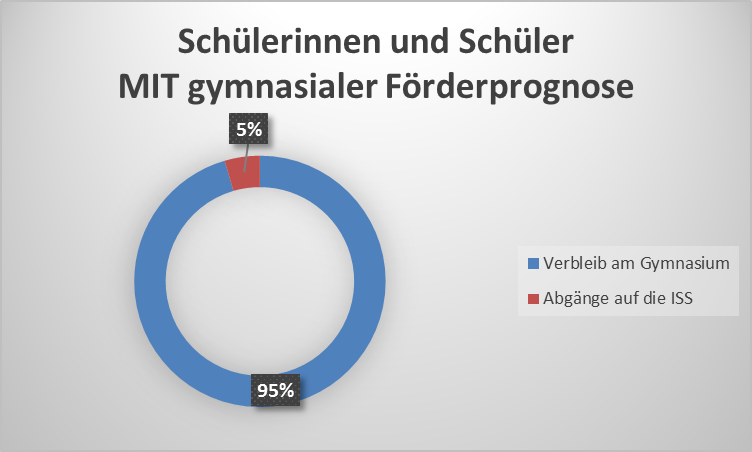 Schülerinnen und Schüler
MIT gymnasialer Förderprognose
5%
Verbleib am Gymnasium
Abgänge auf die ISS
95%